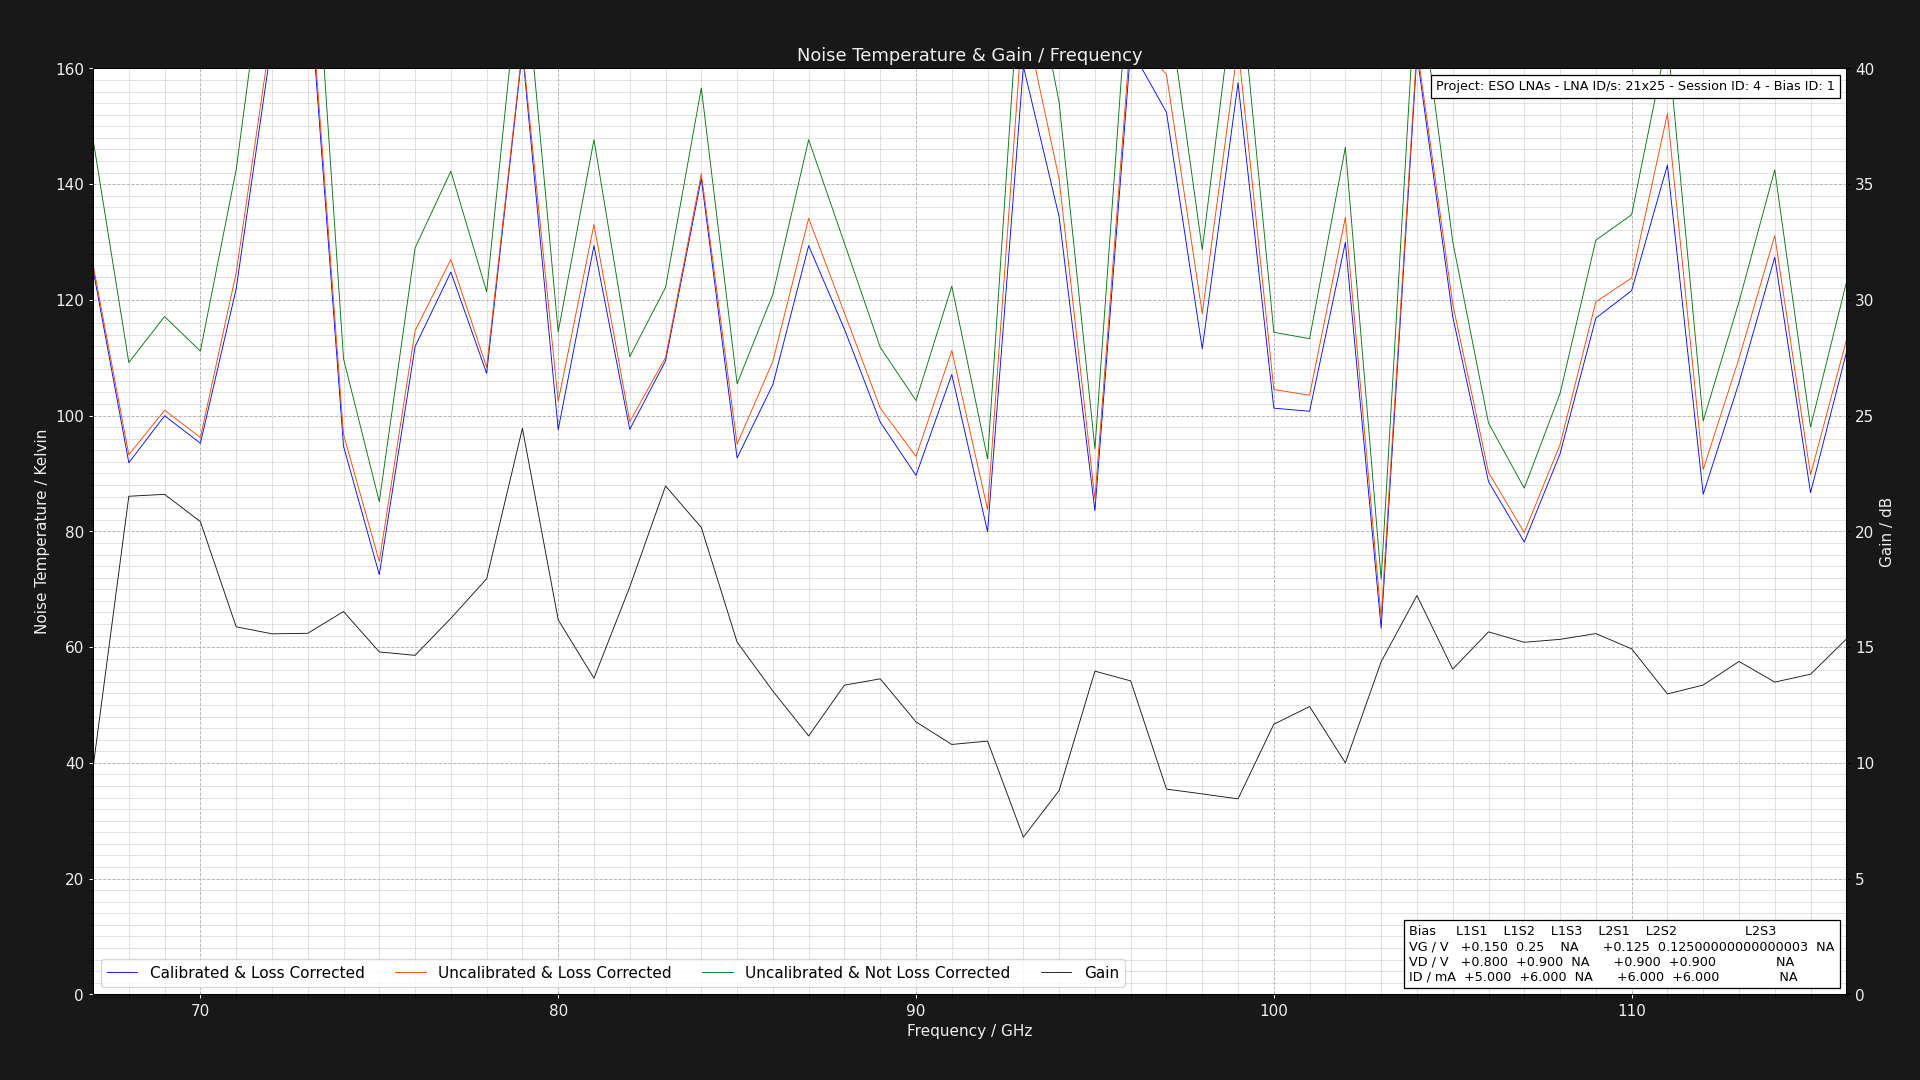 Noise Temperature & Gain / Frequency
Project: ESO LNAs - LNA ID/s: 21x25 - Session ID: 4 - Bias ID: 1
160
140
120
100
80
60
40
20
0
Noise Temperature / Kelvin
40
35
30
25
20
15
10
5
0
Gain / dB
Bias L1S1 L1S2 L1S3 L2S1 L2S2 L2S3
VG / V +0.150 0.25 NA +0.125 0.12500000000000003 NA
VD / V +0.800 +0.900 NA +0.900 +0.900 NA
ID / mA +5.000 +6.000 NA +6.000 +6.000 NA
Calibrated & Loss Corrected Uncalibrated & Loss Corrected Uncalibrated & Not Loss Corrected Gain
70 80 90 100 110
Frequency / GHz